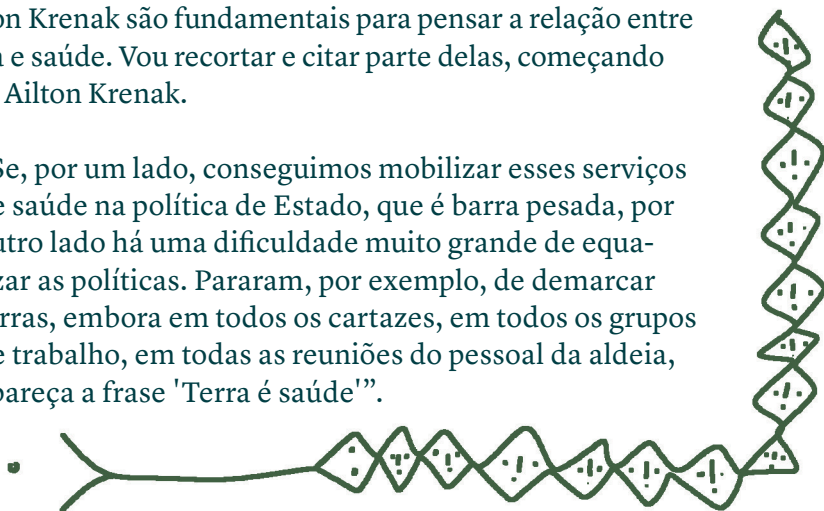 on Krenak são fundamentais para pensar a relação entre
e saúde. Vou recortar e citar parte delas, começando
Ailton Krenak.
Se, por um lado, conseguimos mobilizar esses serviços
e saúde na política de Estado, que é barra pesada, por
utro lado há uma dificuldade muito grande de equa-
zar as políticas. Pararam, por exemplo, de demarcar
rras, embora em todos os cartazes, em todos os grupos
e trabalho, em todas as reuniões do pessoal da aldeia,
pareça a frase 'Terra é saúde'”.